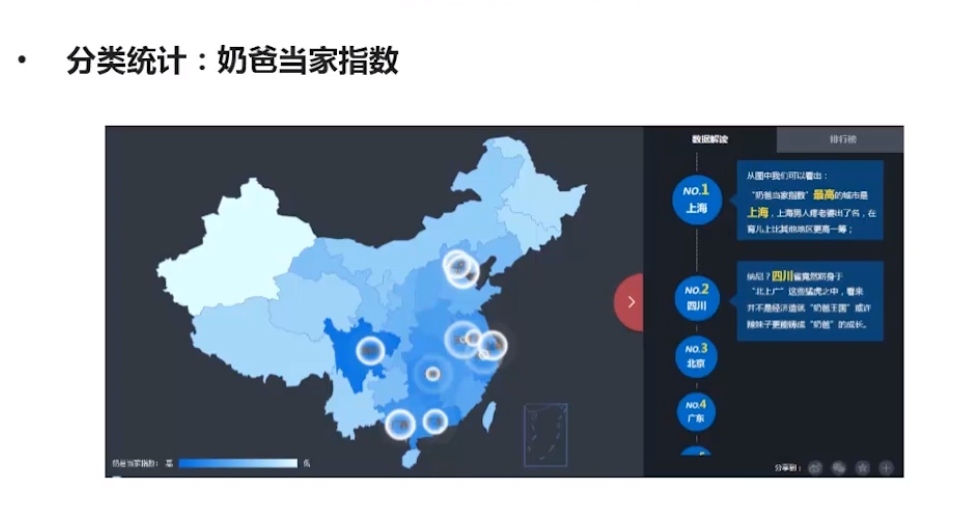 • 分类统计：奶爸当家指数
数据解读
排行榜
NO.1
上海
从图中我们可以看出：
“奶爸当家指数”最高的城市是
上海，上海男人疼老婆出了名，在
育儿上比其他地区更高一筹；
NO.2
四川
纳尼？四川省竟然跻身于
“北上广”这些猛虎之中，看来
并不是经济造就“奶爸王国”或许
辣妹子更能铸成“奶爸”的成长。
NO.3
北京
NO.4
广东
奶爸当家指数： 高
低
分享到：